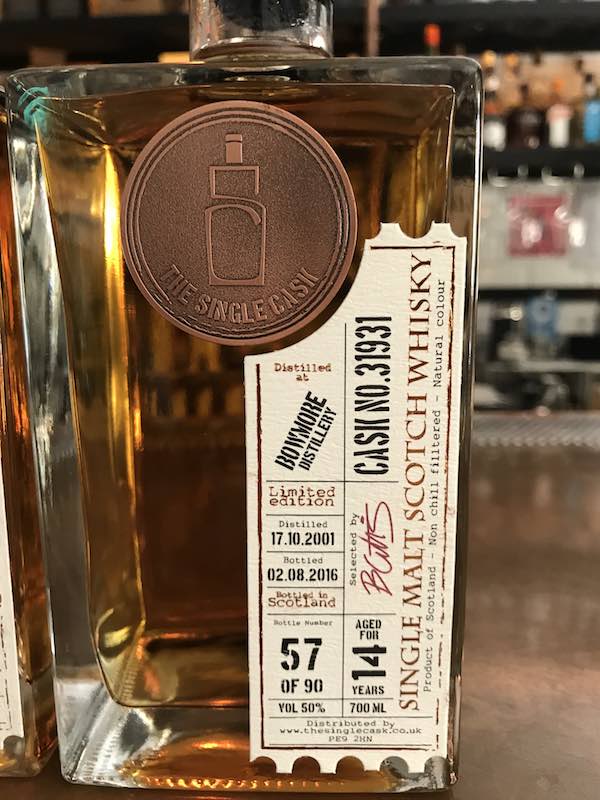 THE SINGLE CASK
Distilled
at
BOWMORE
DISTILLERY
CASK NO.31931
SINGLE MALT SCOTCH WHISKY
Product of Scotland - Non chill filltered - Natural colour
Limited
edition
Distilled
17.10.2001
Bottled
02.08.2016
Bottled in
Scotland
Selected by
Bottle Number
57
OF 90
AGED
FOR
14
YEARS
VOL 50%
700 ML
Distributed by
www.thesinglecask.co.uk
PE9 2HN